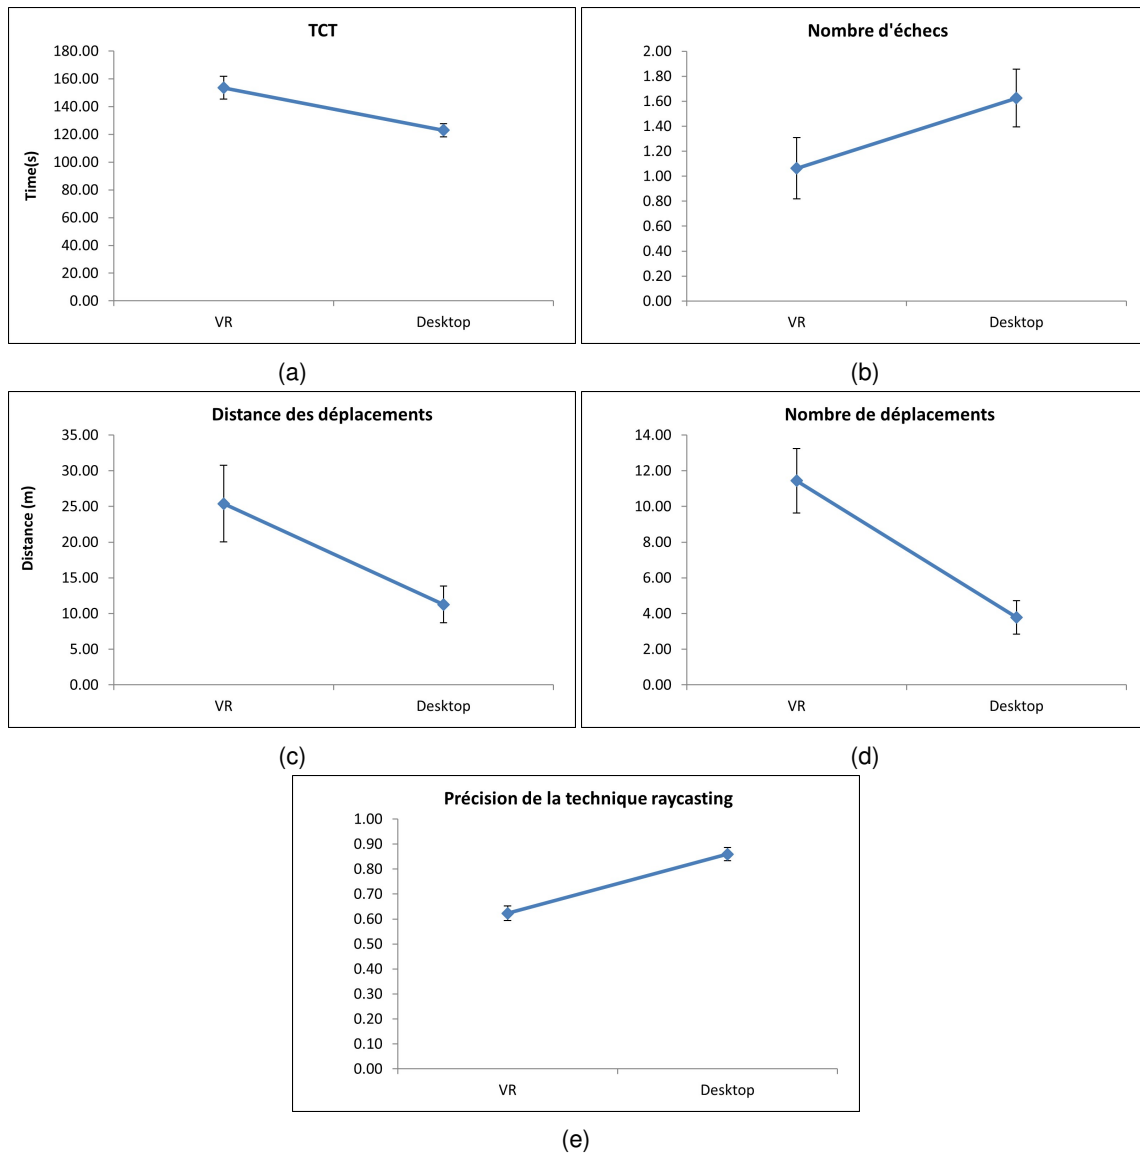 TCT
180.00
160.00
140.00
120.00
100.00
80.00
60.00
40.00
20.00
0.00
Time(s)
VR Desktop
(a)
Nombre d'échecs
2.00
1.80
1.60
1.40
1.20
1.00
0.80
0.60
0.40
0.20
0.00
VR Desktop
(b)
Distance des déplacements
35.00
30.00
25.00
20.00
15.00
10.00
5.00
0.00
Distance (m)
VR Desktop
(c)
Nombre de déplacements
14.00
12.00
10.00
8.00
6.00
4.00
2.00
0.00
VR Desktop
(d)
Précision de la technique raycasting
1.00
0.90
0.80
0.70
0.60
0.50
0.40
0.30
0.20
0.10
0.00
VR Desktop
(e)